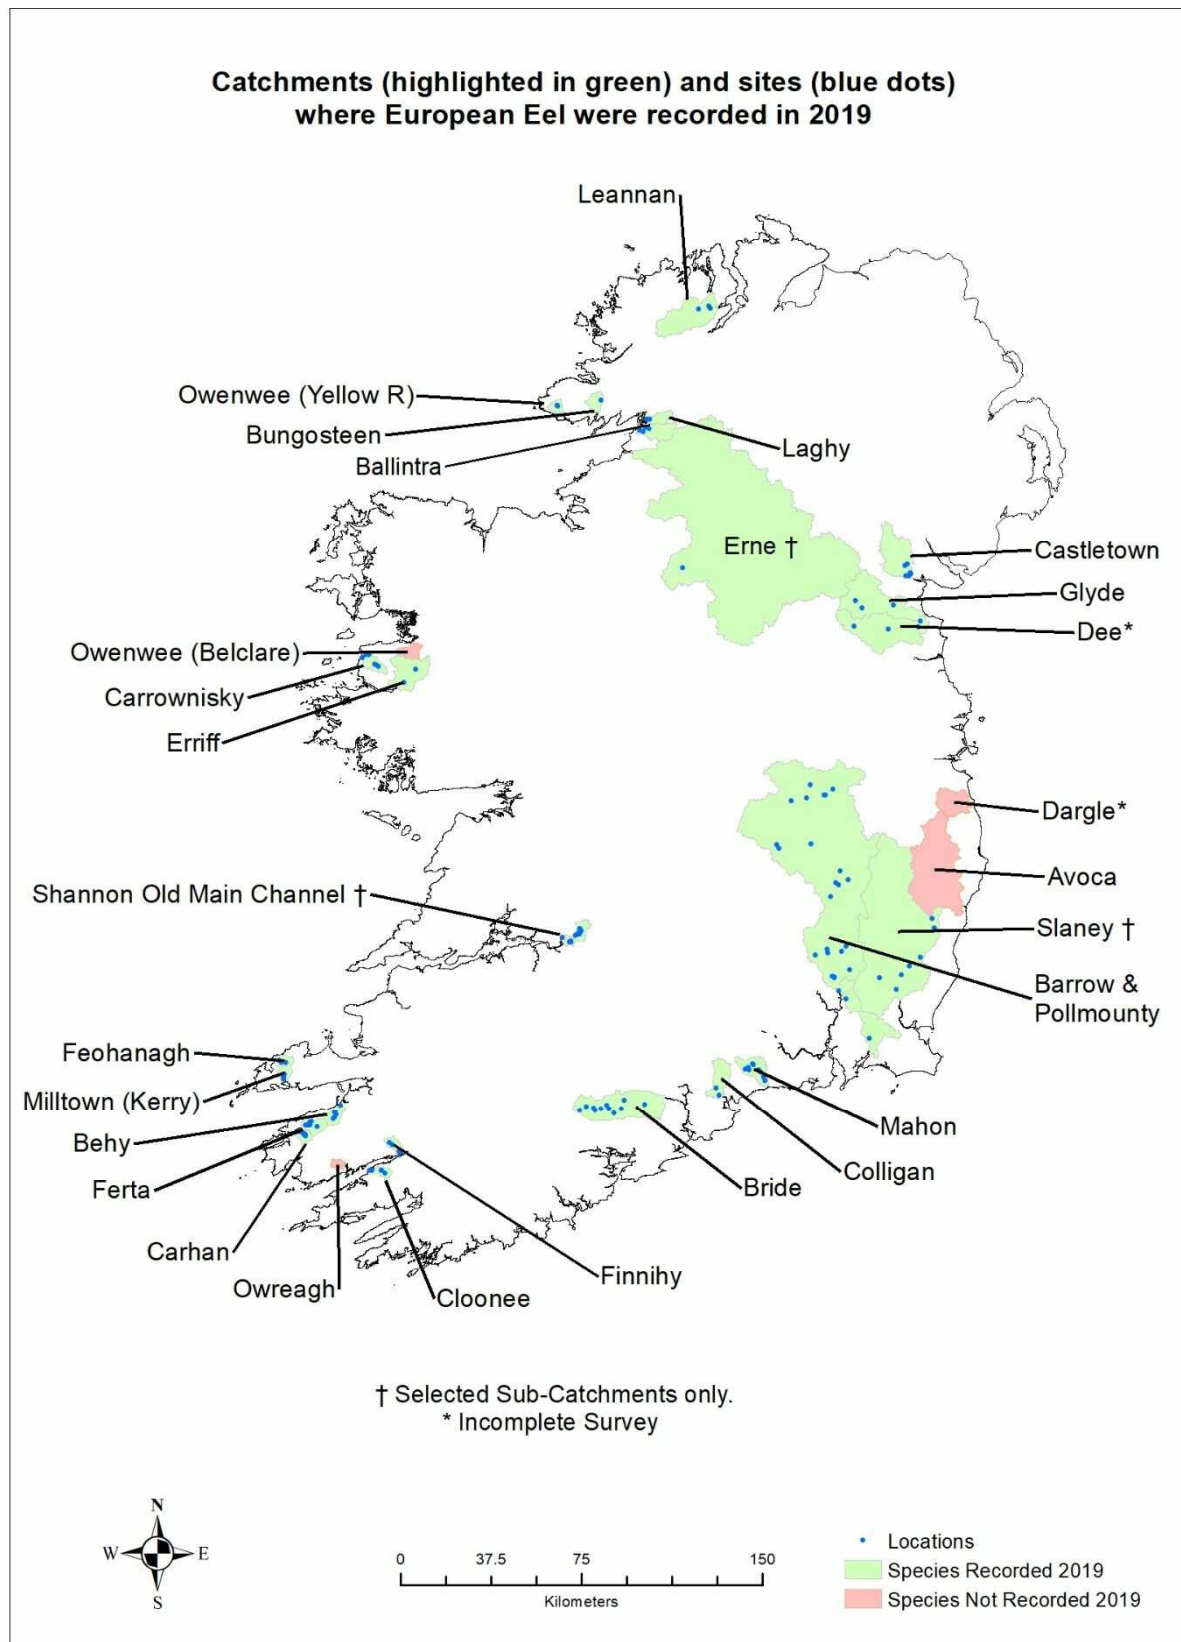 Catchments (highlighted in green) and sites (blue dots)
where European Eel were recorded in 2019
Leannan
Owenwee (Yellow R)
Bungosteen
Ballintra
Laghy
Erne †
Castletown
Glyde
Dee*
Owenwee (Belclare)
Carrownisky
Erriff
Dargle*
Avoca
Shannon Old Main Channel †
Slaney †
Barrow &
Pollmounty
Feohanagh
Milltown (Kerry)
Behy
Ferta
Carhan
Owreagh
Cloonee
Finnihy
Bride
Colligan
Mahon
† Selected Sub-Catchments only.
* Incomplete Survey
N
W E
S
0 37.5 75 150
Kilometers
Locations
Species Recorded 2019
Species Not Recorded 2019